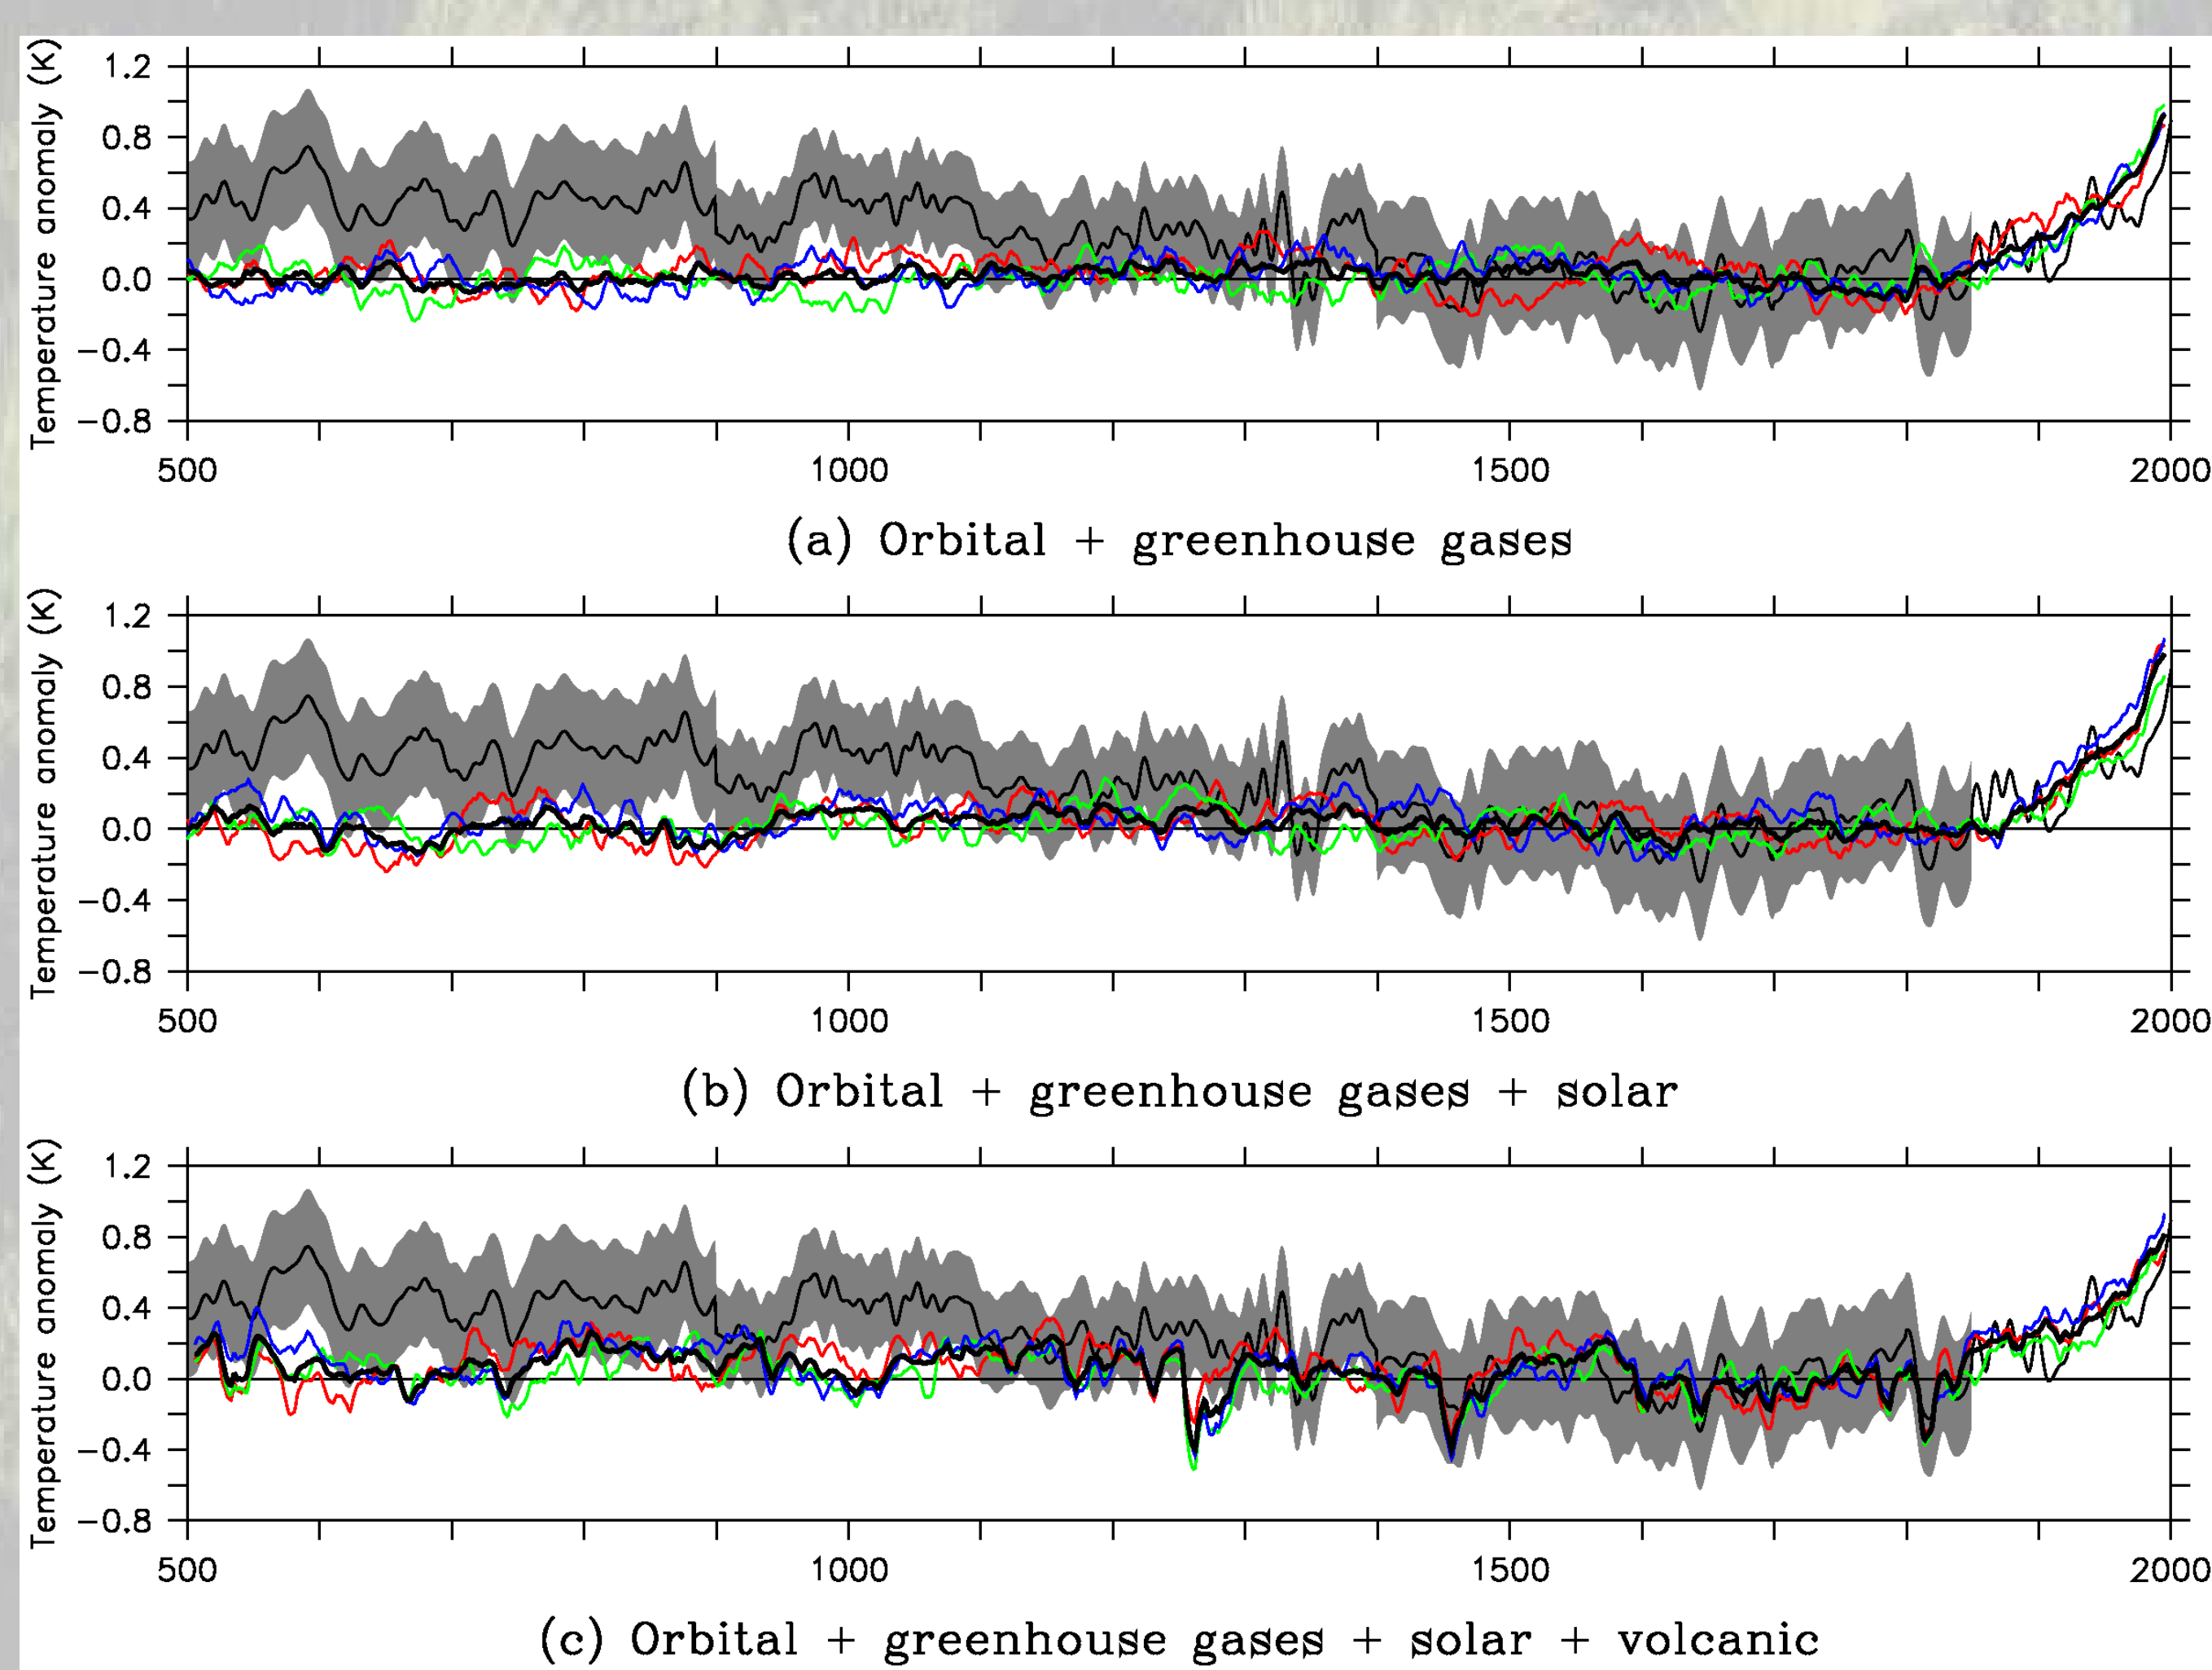 Temperature anomaly (K)
1.2
0.8
0.4
0.0
−0.4
−0.8
500 1000 1500 2000
(a) Orbital + greenhouse gases
Temperature anomaly (K)
1.2
0.8
0.4
0.0
−0.4
−0.8
500 1000 1500 2000
(b) Orbital + greenhouse gases + solar
Temperature anomaly (K)
1.2
0.8
0.4
0.0
−0.4
−0.8
500 1000 1500 2000
(c) Orbital + greenhouse gases + solar + volcanic